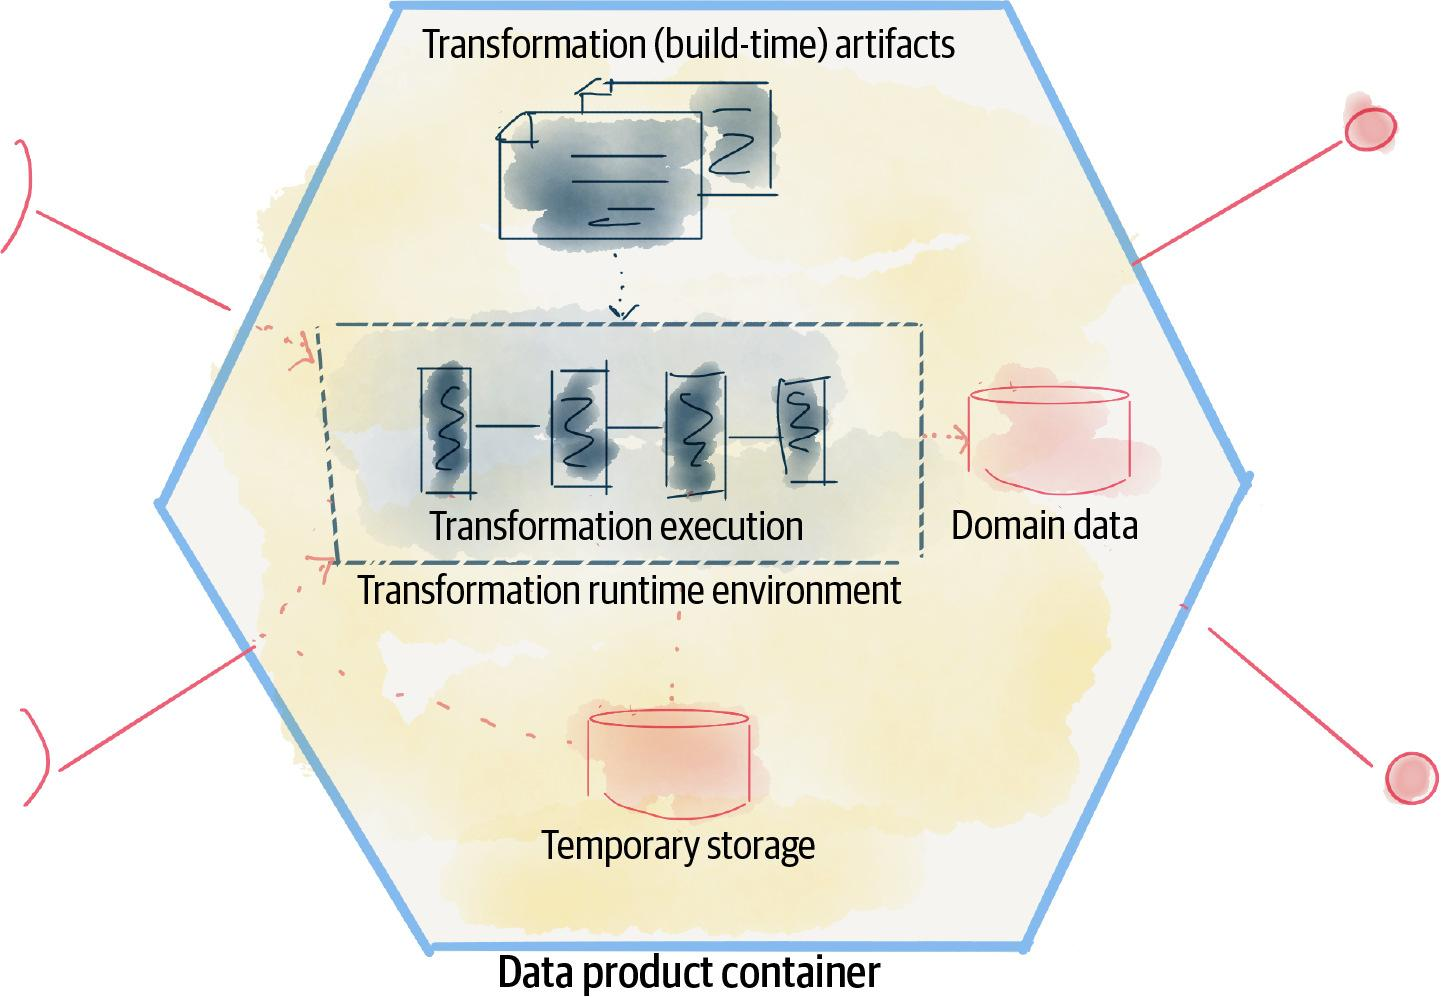 Transformation (build-time) artifacts
Transformation execution
Domain data
Transformation runtime environment
Temporary storage
Data product container